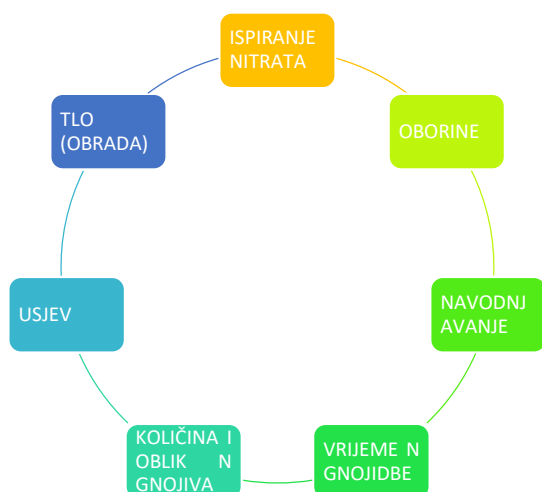 ISPIRANJE
NITRATA
OBORINE
NAVODNJ
AVANJE
VRIJEME N
GNOJIDBE
KOLIČINA I
OBLIK N
GNOJIVA
USJEV
TLO
(OBRADA)